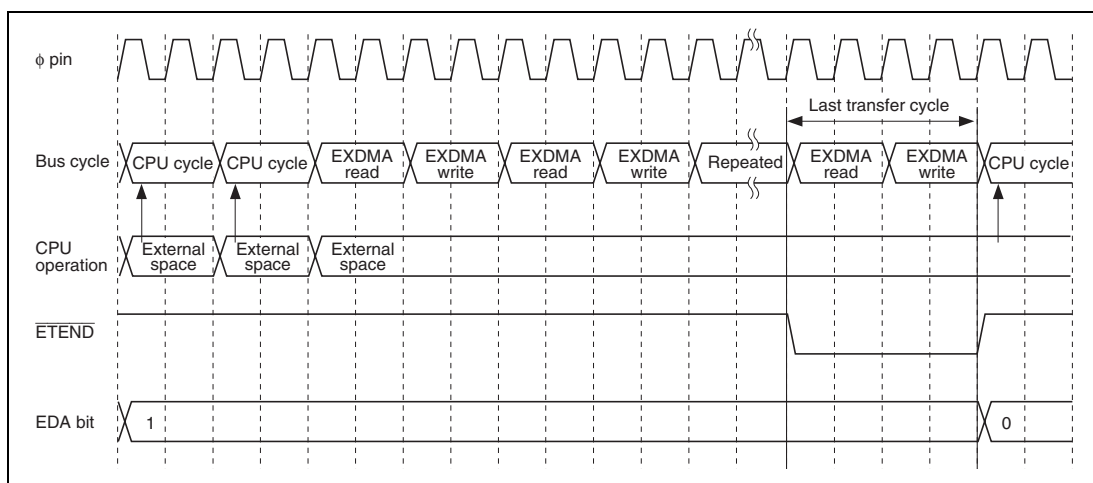 ϕ pin
Last transfer cycle
Bus cycle
CPU cycle
CPU cycle
EXDMA
read
EXDMA
write
EXDMA
read
EXDMA
write
Repeated
EXDMA
read
EXDMA
write
CPU cycle
CPU
operation
External
space
External
space
External
space
ETEND
EDA bit
1
0